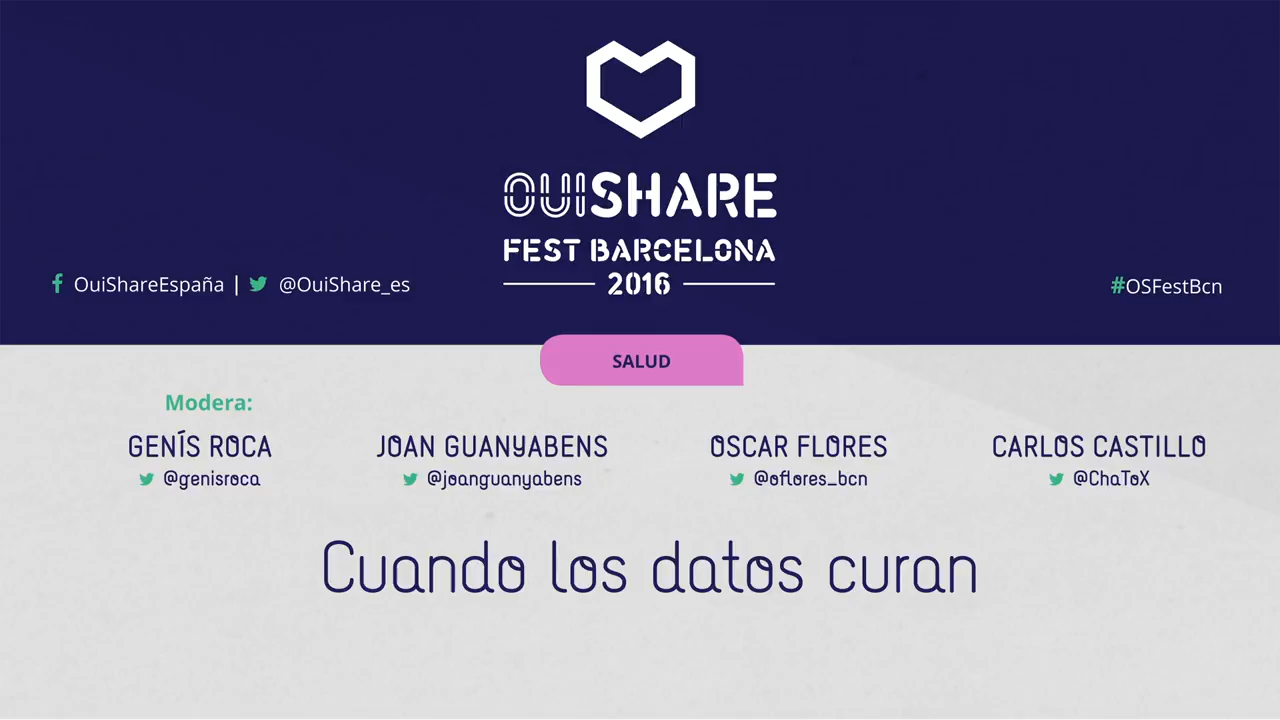 OUISHARE
FEST BARCELONA
2016
OuiShareEspaña | @OuiShare_es
#OSFestBcn
SALUD
Modera:
GENÍS ROCA
@genisroca
JOAN GUANYABENS
@joanguanyabens
OSCAR FLORES
@oflores_bcn
CARLOS CASTILLO
@ChaToX
Cuando los datos curan